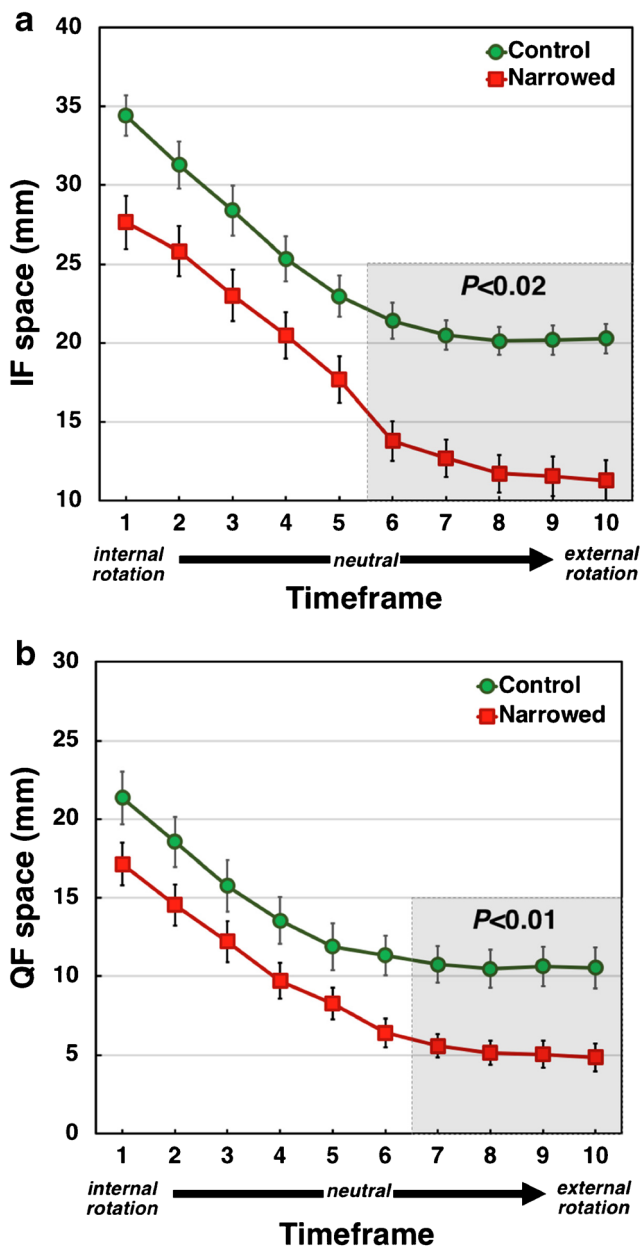 a
40
35
30
25
20
15
10
IF space (mm)
Control
Narrowed
P<0.02
1 2 3 4 5 6 7 8 9 10
internal rotation
neutral
external rotation
Timeframe
b
30
25
20
15
10
5
0
QF space (mm)
Control
Narrowed
P<0.01
1 2 3 4 5 6 7 8 9 10
internal rotation
neutral
external rotation
Timeframe